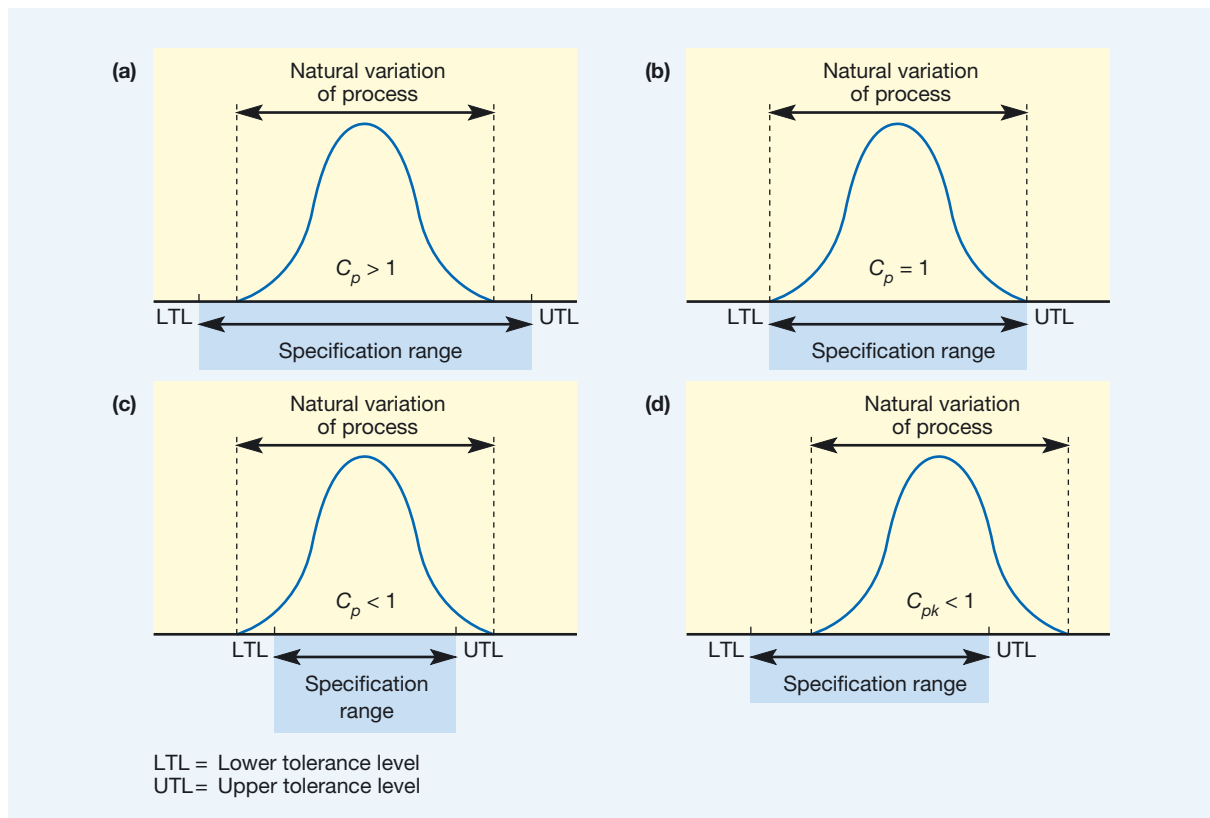 (a)
Natural variation
of process
Cp > 1
LTL
UTL
Specification range
(b)
Natural variation
of process
Cp = 1
LTL
UTL
Specification range
(c)
Natural variation
of process
Cp < 1
LTL
UTL
Specification
range
(d)
Natural variation
of process
Cpk < 1
LTL
UTL
Specification range
LTL = Lower tolerance level
UTL = Upper tolerance level